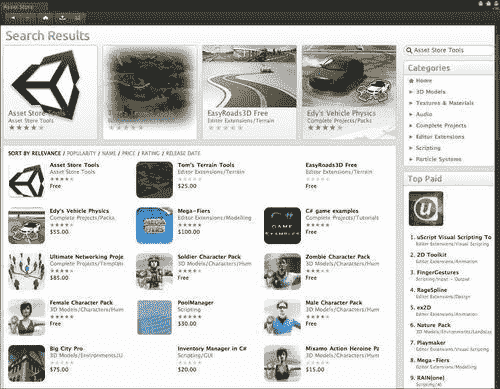 Asset Store
Search Results
Asset Store Tools
Asset Store Tools
EasyRoads3D Free
Editor Extensions/Terrain
Edy's Vehicle Physics
Complete Projects/Packs
SORT BY RELEVANCE / POPULARITY / NAME / PRICE / RATING / RELEASE DATE
Asset Store Tools
Asset Store Tools
Free
Tom's Terrain Tools
Editor Extensions/Terrain
$25.00
EasyRoads3D Free
Editor Extensions/Terrain
Free
Edy's Vehicle Physics
Complete Projects/Packs
$55.00
Mega-Fiers
Editor Extensions/Modelling
$100.00
C# game examples
Complete Projects/Tutorials
Free
Ultimate Networking Proje
Complete Projects/Templat
$85.00
Soldier Character Pack
3D Models/Characters/Hum
Free
Zombie Character Pack
3D Models/Characters/Hum
Free
Female Character Pack
3D Models/Characters/Hum
Free
PoolManager
Scripting
$30.00
Male Character Pack
3D Models/Characters/Hum
Free
Big City Pro
3D Models/Environments/U
$75.00
Inventory Manager in C#
Scripting/GUI
$20.00
Mixamo Action Heroine Pa
3D Models/Characters/Hum
$15.00
Asset Store Tools
Categories
Home
3D Models
Textures & Materials
Audio
Complete Projects
Editor Extensions
Scripting
Particle Systems
Top Paid
1. uScript Visual Scripting To
Editor Extensions/Visual Scripting
2. 2D Toolkit
Editor Extensions/Animation
3. FingerGestures
Scripting/Input - Output
4. RageSpline
Editor Extensions/Design
5. ex2D
Editor Extensions/Animation
6. Nature Pack
7. Playmaker
Editor Extensions/Visual Scripting
8. Mega-Fiers
Editor Extensions/Modelling
9. RAIN{one}
Scripting/AI